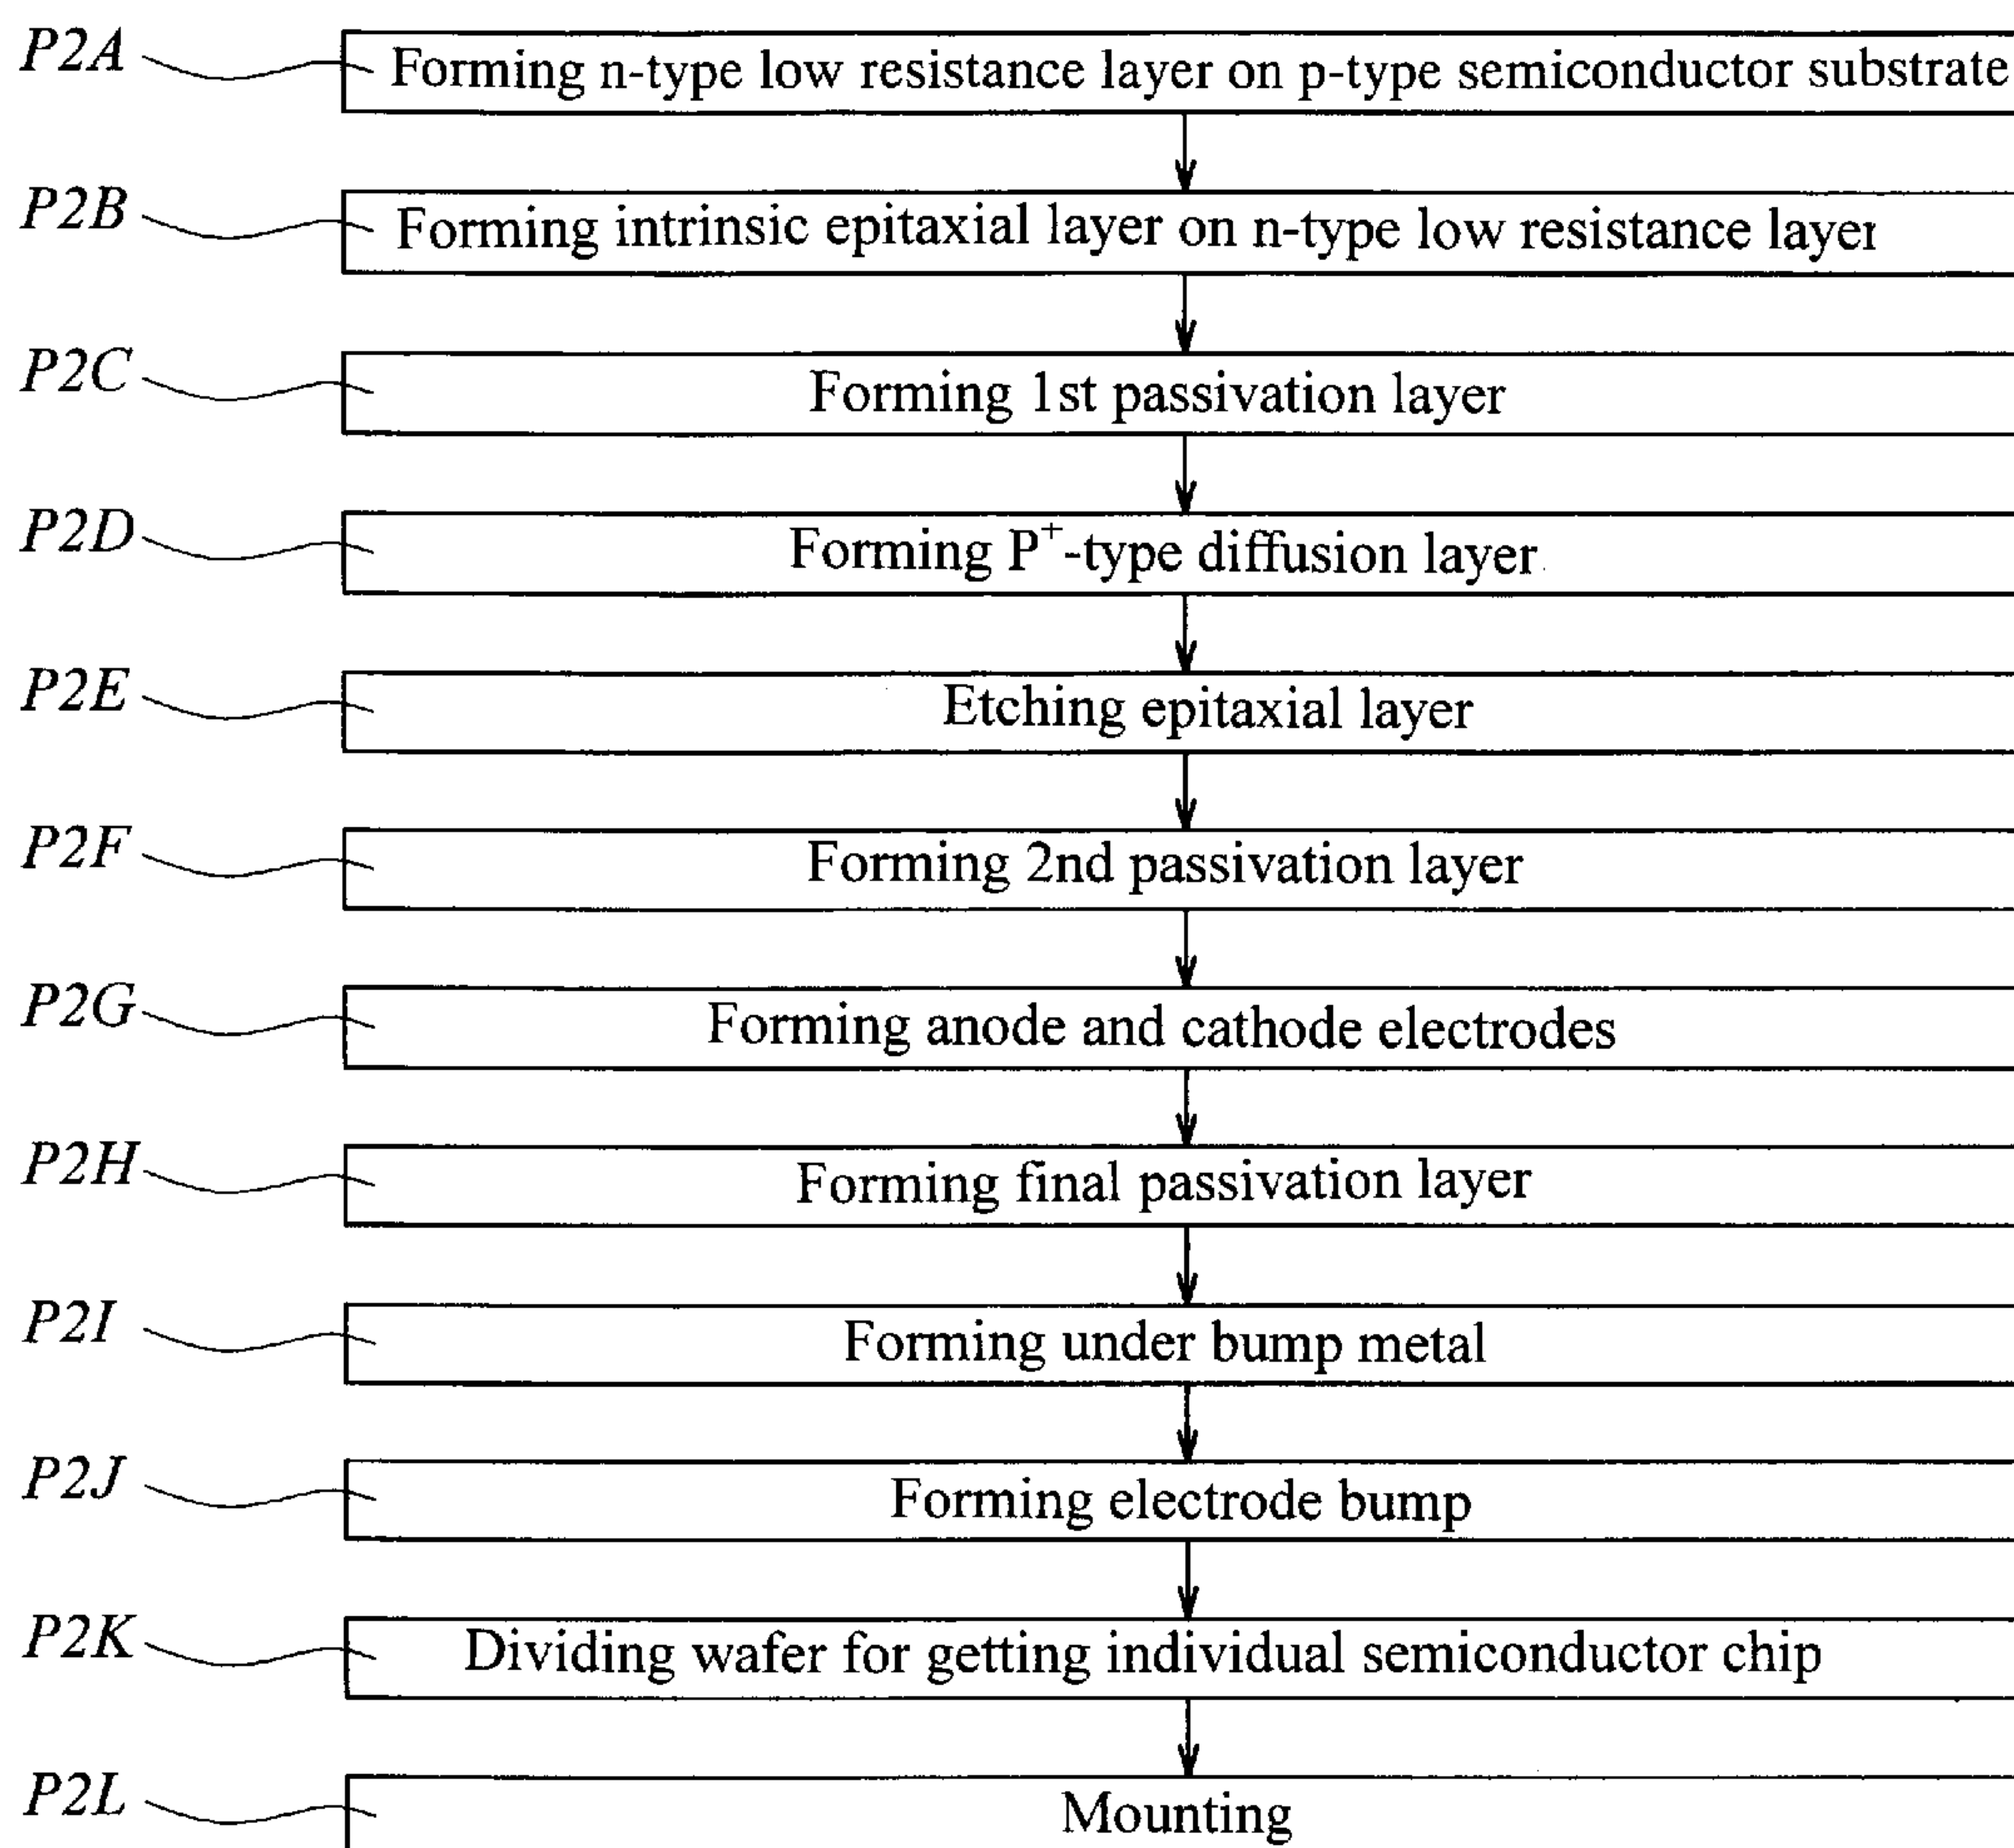 P2A Forming n-type low resistance layer on p-type semiconductor substrate
P2B Forming intrinsic epitaxial layer on n-type low resistance layer
P2C Forming 1st passivation layer
P2D Forming P⁺-type diffusion layer
P2E Etching epitaxial layer
P2F Forming 2nd passivation layer
P2G Forming anode and cathode electrodes
P2H Forming final passivation layer
P2I Forming under bump metal
P2J Forming electrode bump
P2K Dividing wafer for getting individual semiconductor chip
P2L Mounting